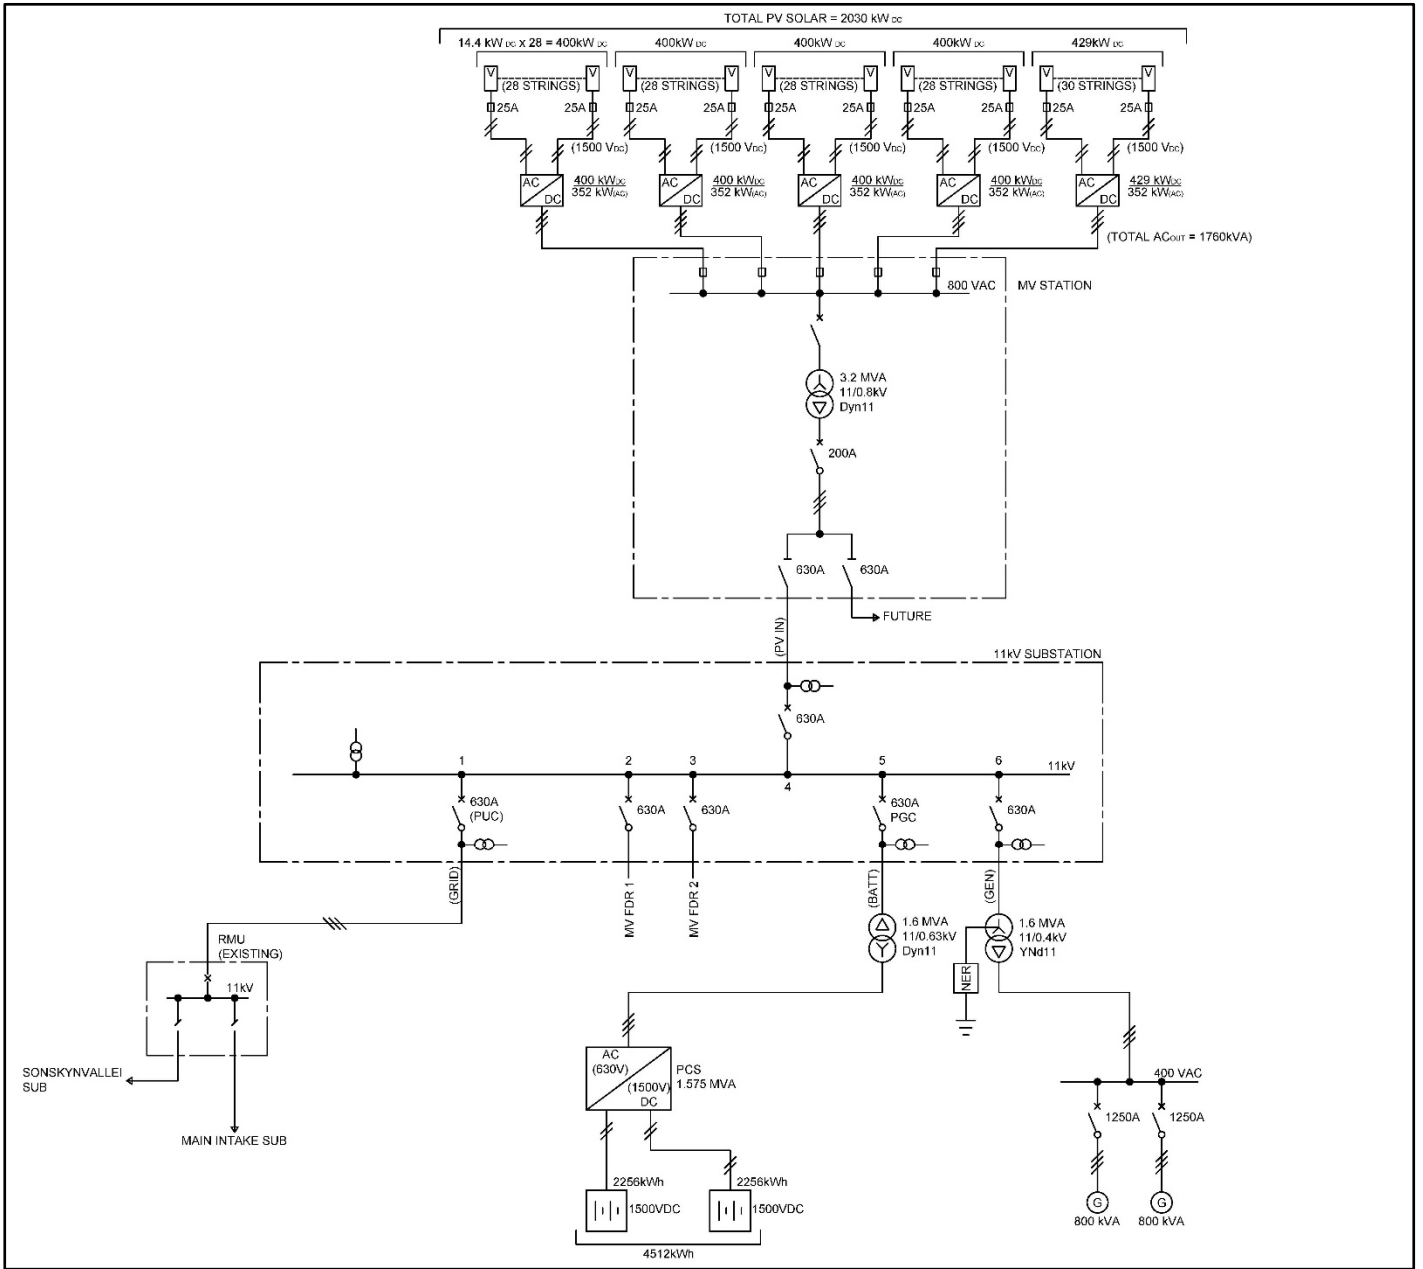 TOTAL PV SOLAR = 2030 kW DC
14.4 kW DC x 28 = 400kW DC
400kW DC
400kW DC
400kW DC
429kW DC
V
V
V
V
V
V
V
V
V
V
(28 STRINGS)
(28 STRINGS)
(28 STRINGS)
(28 STRINGS)
(30 STRINGS)
25A
25A
25A
25A
25A
25A
25A
25A
25A
25A
(1500 VDC)
(1500 VDC)
(1500 VDC)
(1500 VDC)
(1500 VDC)
AC
DC
400 kWDC
352 kW(AC)
AC
DC
400 kWDC
352 kW(AC)
AC
DC
400 kWDC
352 kW(AC)
AC
DC
400 kWDC
352 kW(AC)
AC
DC
429 kWDC
352 kW(AC)
(TOTAL ACOUT = 1760kVA)
800 VAC
MV STATION
3.2 MVA
11/0.8kV
Dyn11
200A
630A
630A
FUTURE
(PV IN)
11kV SUBSTATION
630A
1
2
3
4
5
6
11kV
630A
(PUC)
630A
630A
630A
PGC
630A
(GRID)
MV FDR 1
MV FDR 2
(BATT)
(GEN)
RMU
(EXISTING)
11kV
SONSKYNVALLEI
SUB
MAIN INTAKE SUB
1.6 MVA
11/0.63kV
Dyn11
1.6 MVA
11/0.4kV
YNd11
NER
AC
(630V)
(1500V)
DC
PCS
1.575 MVA
2256kWh
1500VDC
2256kWh
1500VDC
4512kWh
400 VAC
1250A
1250A
G
G
800 kVA
800 kVA